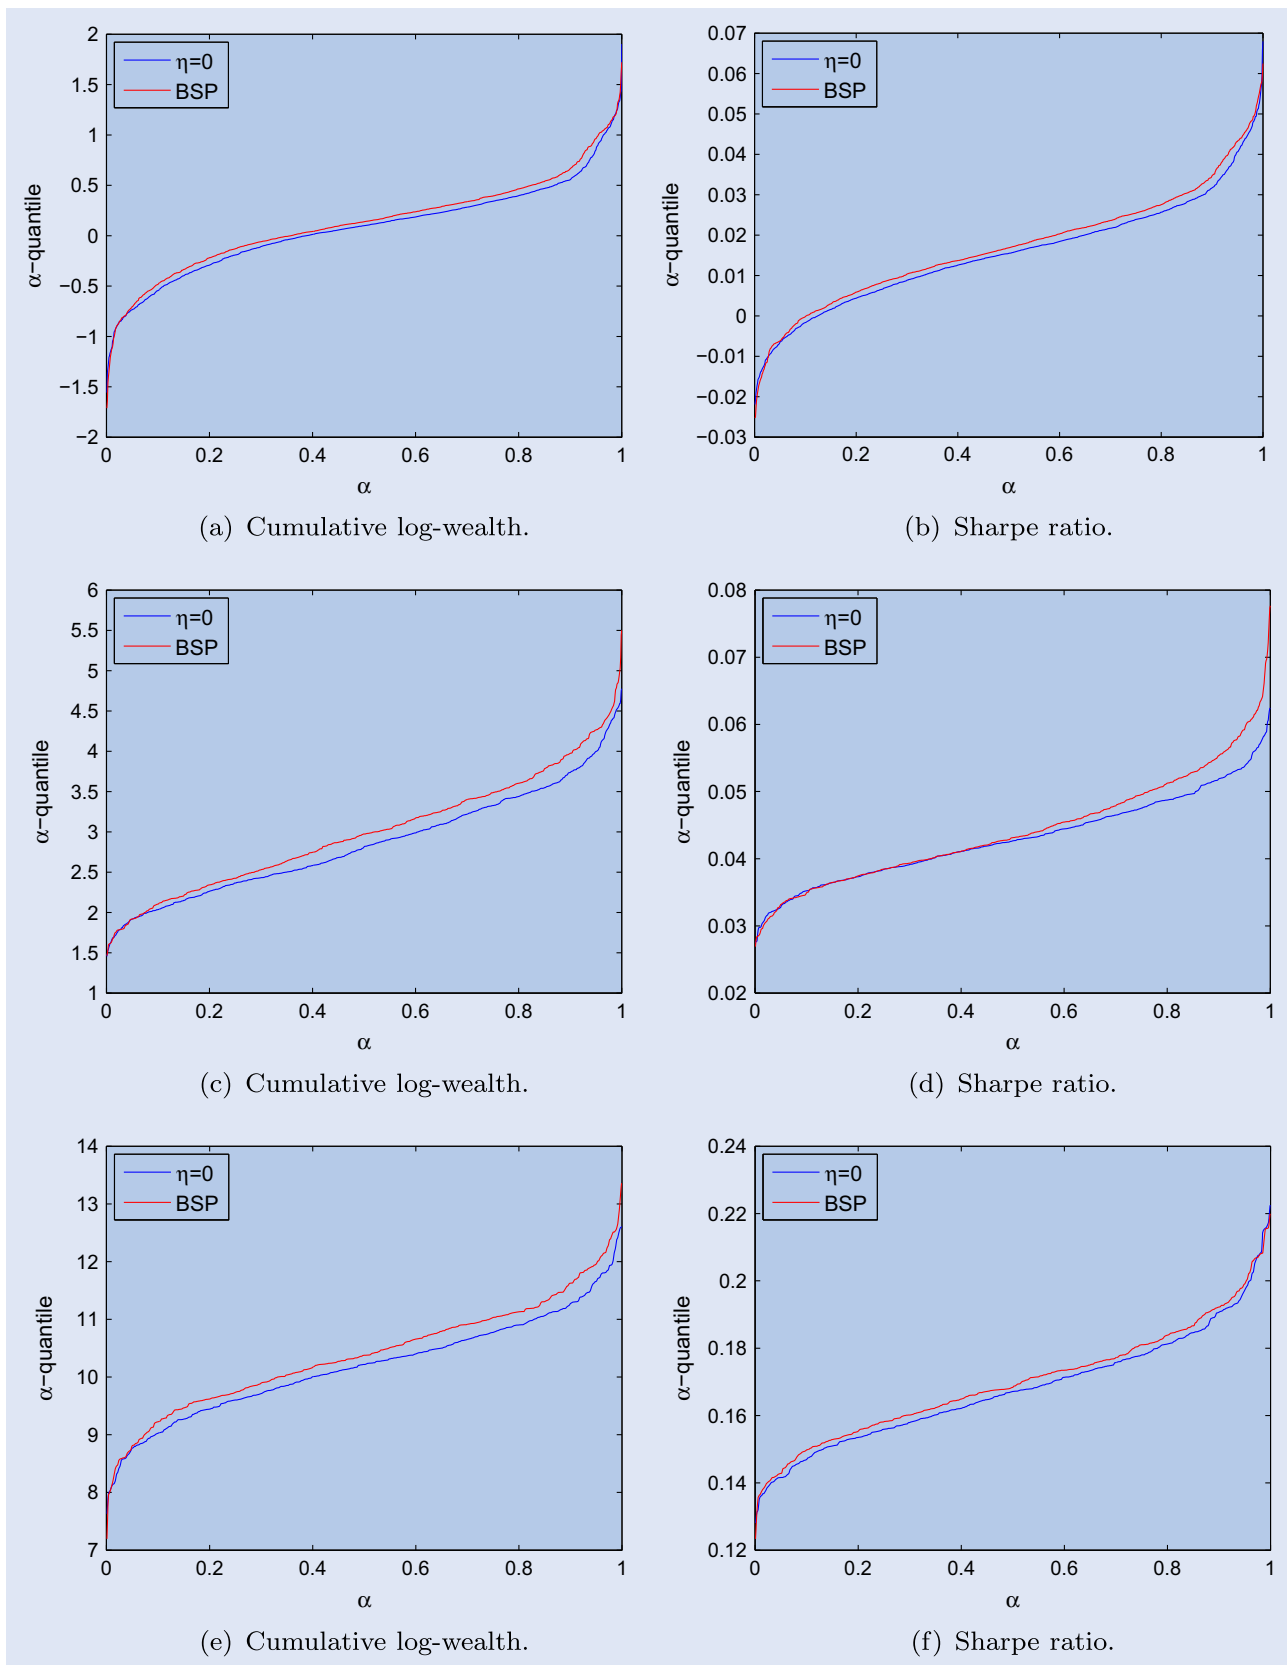 2
1.5
1
0.5
0
−0.5
−1
−1.5
−2
α−quantile
η=0
BSP
0 0.2 0.4 0.6 0.8 1
α
(a) Cumulative log-wealth.
0.07
0.06
0.05
0.04
0.03
0.02
0.01
0
−0.01
−0.02
−0.03
α−quantile
η=0
BSP
0 0.2 0.4 0.6 0.8 1
α
(b) Sharpe ratio.
6
5.5
5
4.5
4
3.5
3
2.5
2
1.5
1
α−quantile
η=0
BSP
0 0.2 0.4 0.6 0.8 1
α
(c) Cumulative log-wealth.
0.08
0.07
0.06
0.05
0.04
0.03
0.02
α−quantile
η=0
BSP
0 0.2 0.4 0.6 0.8 1
α
(d) Sharpe ratio.
14
13
12
11
10
9
8
7
α−quantile
η=0
BSP
0 0.2 0.4 0.6 0.8 1
α
(e) Cumulative log-wealth.
0.24
0.22
0.2
0.18
0.16
0.14
0.12
α−quantile
η=0
BSP
0 0.2 0.4 0.6 0.8 1
α
(f) Sharpe ratio.